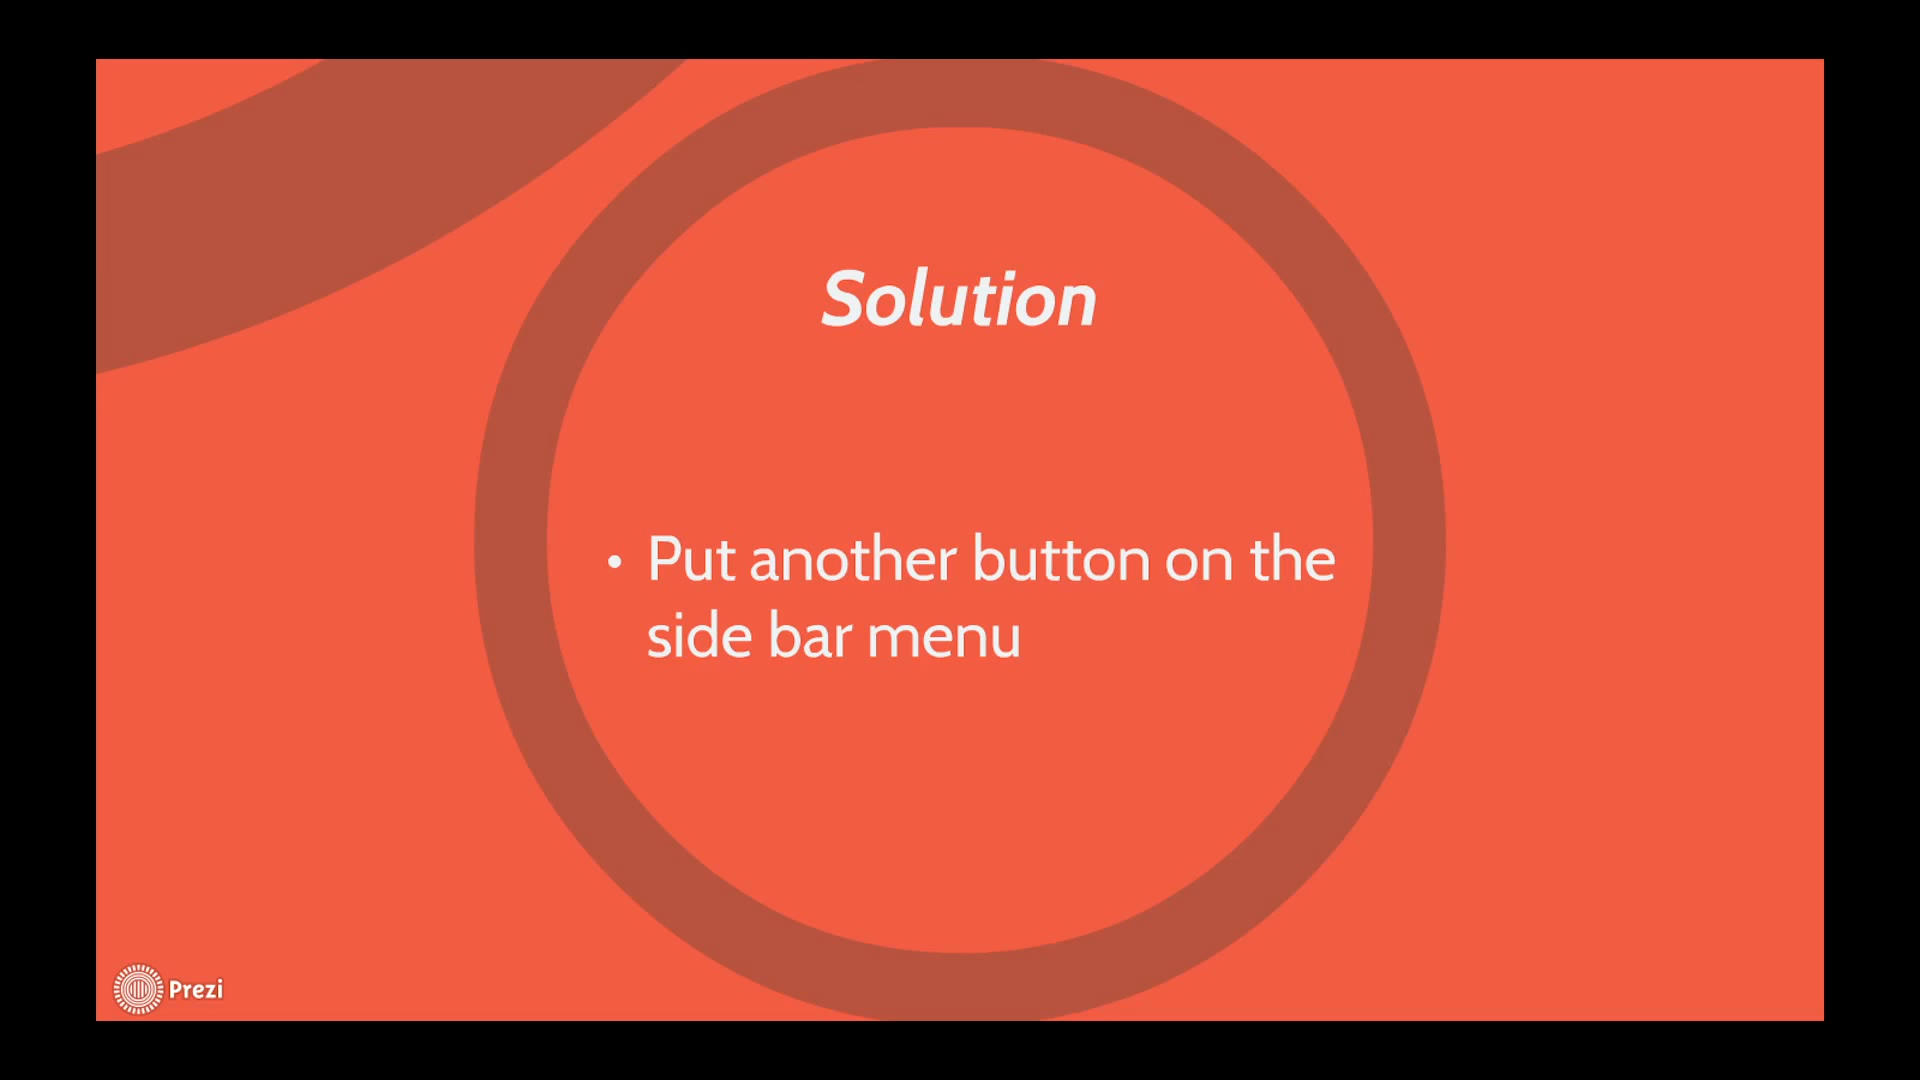 Solution
• Put another button on the
side bar menu
Prezi